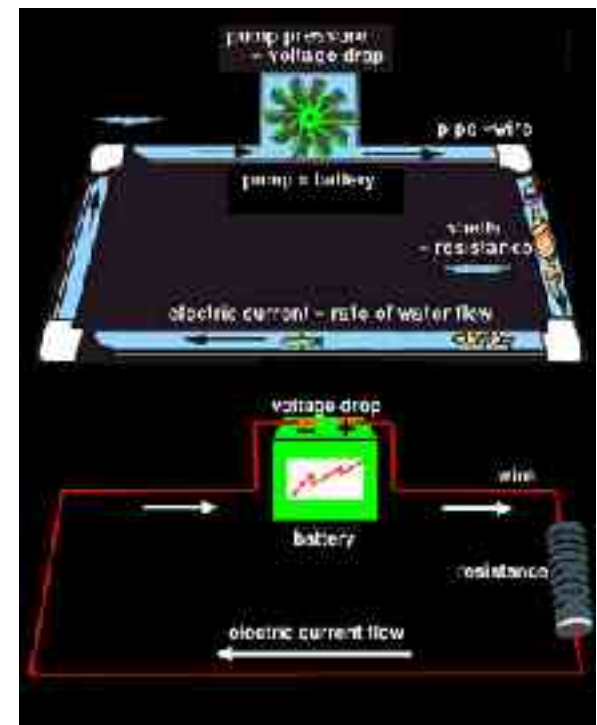 pump pressure
= voltage drop
pipe = wire
pump = battery
= resistance
electric current = rate of water flow
voltage drop
- +
wire
battery
resistance
electric current flow